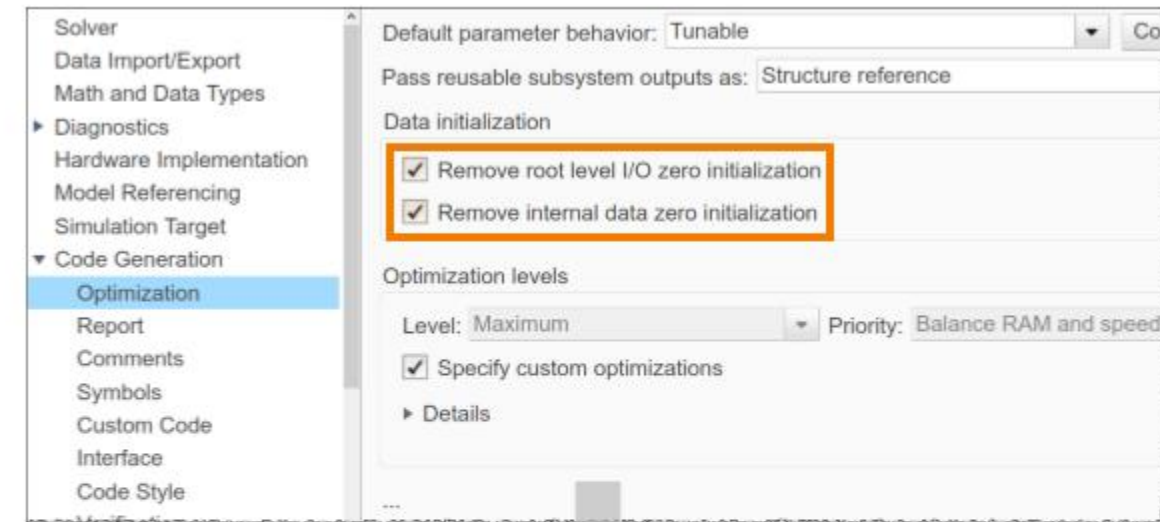 Solver
Data Import/Export
Math and Data Types
Diagnostics
Hardware Implementation
Model Referencing
Simulation Target
Code Generation
Optimization
Report
Comments
Symbols
Custom Code
Interface
Code Style
Default parameter behavior: Tunable
Co
Pass reusable subsystem outputs as: Structure reference
Data initialization
Remove root level I/O zero initialization
Remove internal data zero initialization
Optimization levels
Level: Maximum Priority: Balance RAM and speed
Specify custom optimizations
Details
...